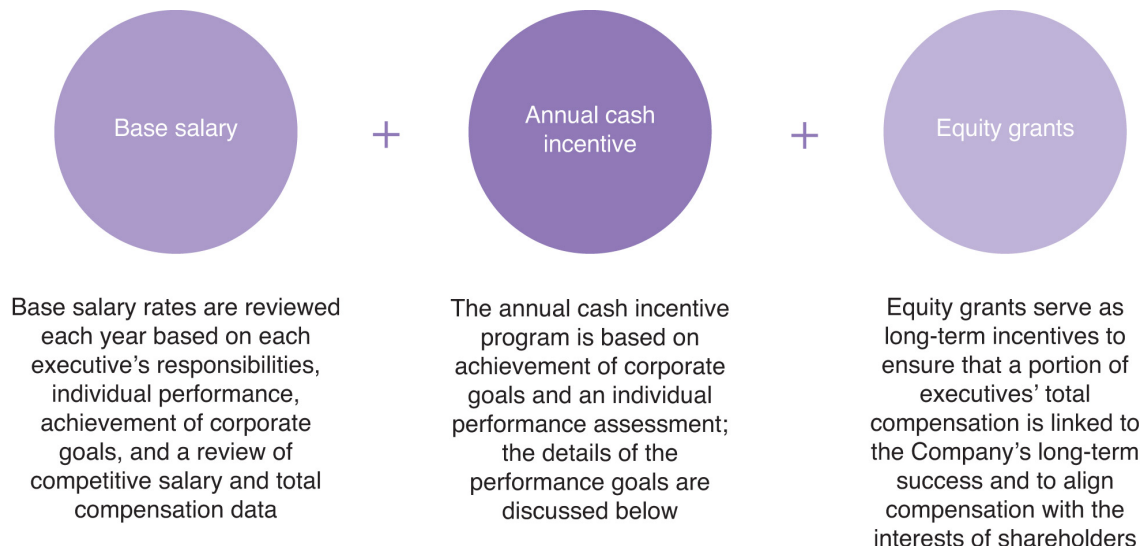 Base salary
+
Annual cash
incentive
+
Equity grants
Base salary rates are reviewed
each year based on each
executive’s responsibilities,
individual performance,
achievement of corporate
goals, and a review of
competitive salary and total
compensation data
The annual cash incentive
program is based on
achievement of corporate
goals and an individual
performance assessment;
the details of the
performance goals are
discussed below
Equity grants serve as
long-term incentives to
ensure that a portion of
executives’ total
compensation is linked to
the Company’s long-term
success and to align
compensation with the
interests of shareholders